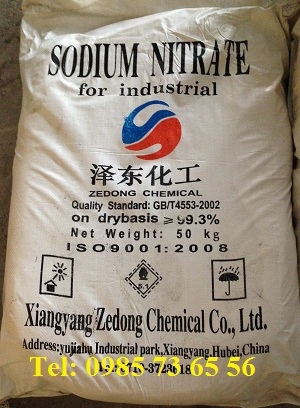 SODIUM NITRATE
for industrial
泽东化工
ZEDONG CHEMICAL
Quality Standard: GB/T4553-2002
on drybasis ≥99.3%
Net Weight: 50 kg
ISO9001:2008
5.1
Xiangyang Zedong Chemical Co., Ltd.
Address:yujiahu Industrial park,Xiangyang.Hubei,China
Tel: 0985 73 65 56